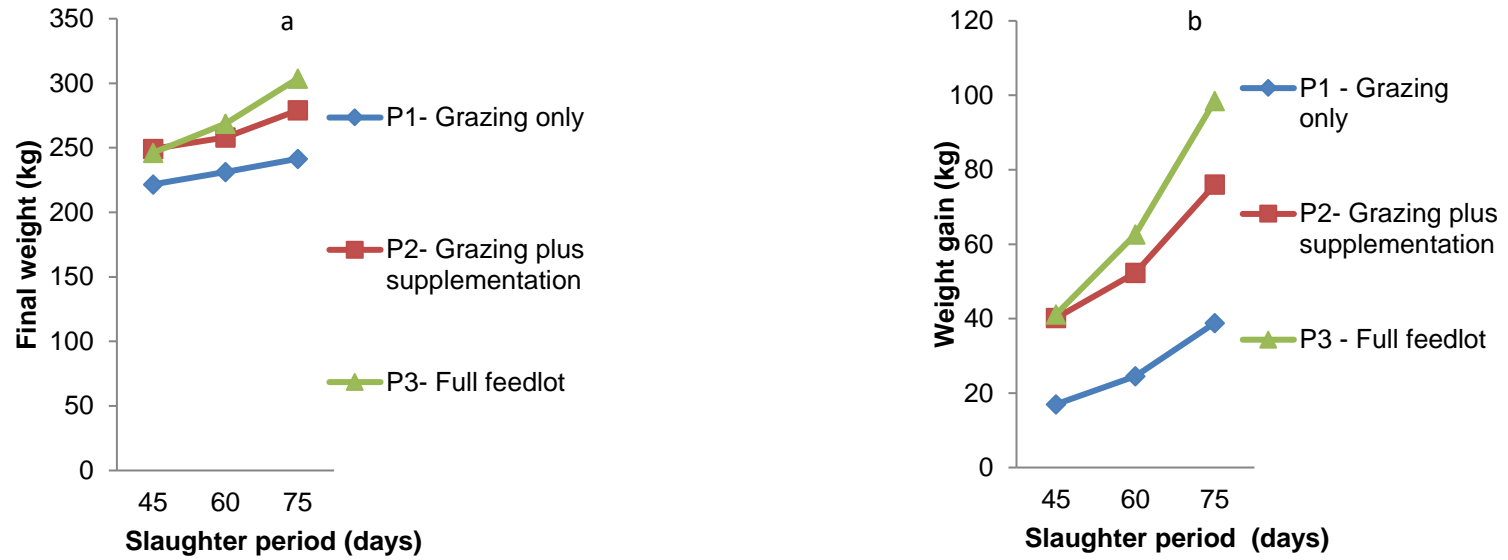 a
350
300
250
200
150
100
50
0
Final weight (kg)
45 60 75
Slaughter period (days)
P1- Grazing only
P2- Grazing plus
supplementation
P3- Full feedlot
b
120
100
80
60
40
20
0
Weight gain (kg)
45 60 75
Slaughter period (days)
P1 - Grazing
only
P2- Grazing plus
supplementation
P3 - Full feedlot